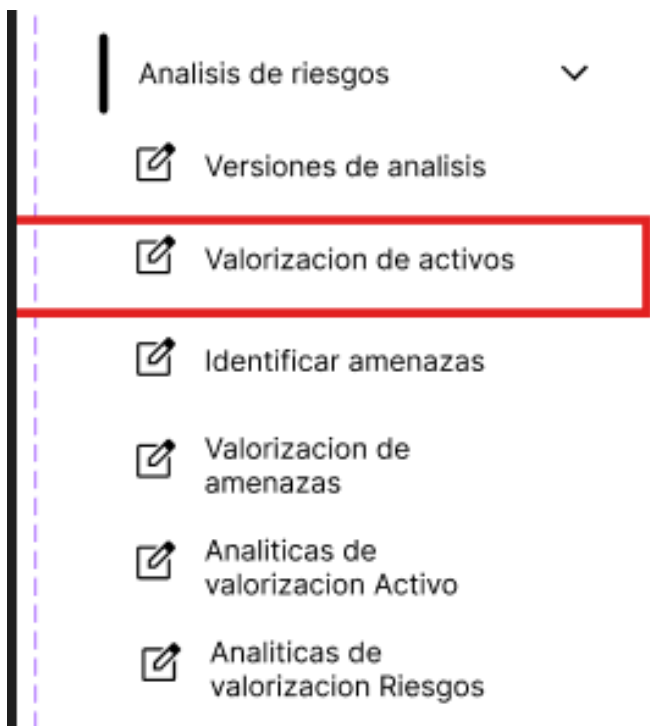 Analisis de riesgos
Versiones de analisis
Valorizacion de activos
Identificar amenazas
Valorizacion de
amenazas
Analiticas de
valorizacion Activo
Analiticas de
valorizacion Riesgos